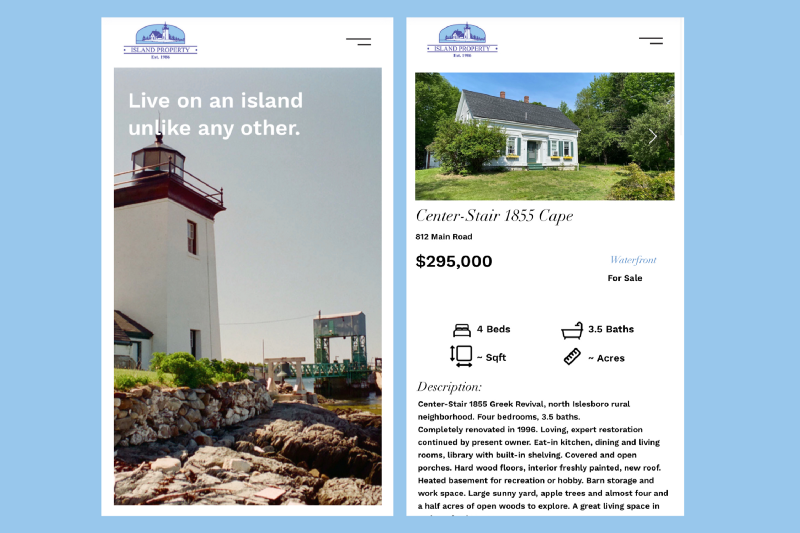 ISLAND PROPERTY
Est. 1986
Live on an island
unlike any other.
ISLAND PROPERTY
Est. 1986
Center-Stair 1855 Cape
812 Main Road
$295,000
Waterfront
For Sale
4 Beds
3.5 Baths
~ Sqft
~ Acres
Description:
Center-Stair 1855 Greek Revival, north Islesboro rural
neighborhood. Four bedrooms, 3.5 baths.
Completely renovated in 1996. Loving, expert restoration
continued by present owner. Eat-in kitchen, dining and living
rooms, library with built-in shelving. Covered and open
porches. Hard wood floors, interior freshly painted, new roof.
Heated basement for recreation or hobby. Barn storage and
work space. Large sunny yard, apple trees and almost four and
a half acres of open woods to explore. A great living space in